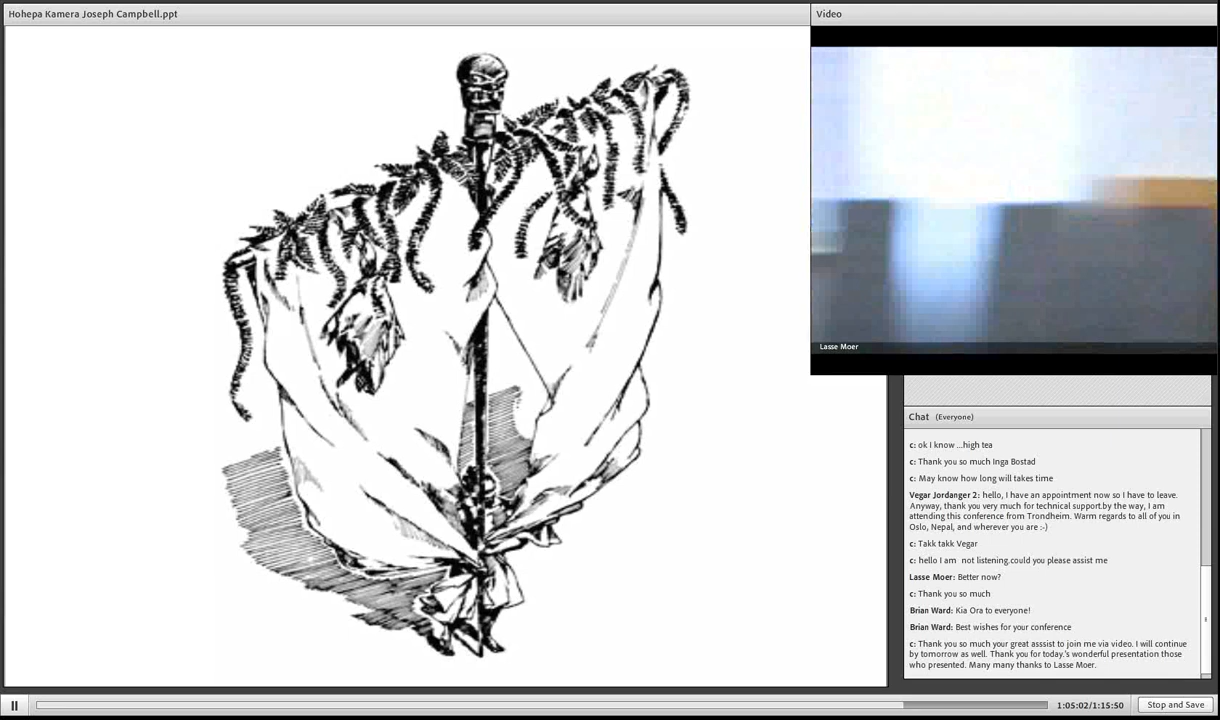 Hohepa Kamera Joseph Campbell.ppt
Video
Lasse Moer
Chat (Everyone)
c: ok I know ...high tea
c: Thank you so much Inga Bostad
c: May know how long will takes time
Vegar Jordanger 2: hello, I have an appointment now so I have to leave.
Anyway, thank you very much for technical support.by the way, I am
attending this conference from Trondheim. Warm regards to all of you in
Oslo, Nepal, and wherever you are :-)
c: Takk takk Vegar
c: hello I am  not listening.could you please assist me
Lasse Moer: Better now?
c: Thank you so much
Brian Ward: Kia Ora to everyone!
Brian Ward: Best wishes for your conference
c: Thank you so much your great asssist to join me via video. I will continue
by tomorrow as well. Thank you for today.'s wonderful presentation those
who presented. Many many thanks to Lasse Moer.
1:05:02/1:15:50
Stop and Save